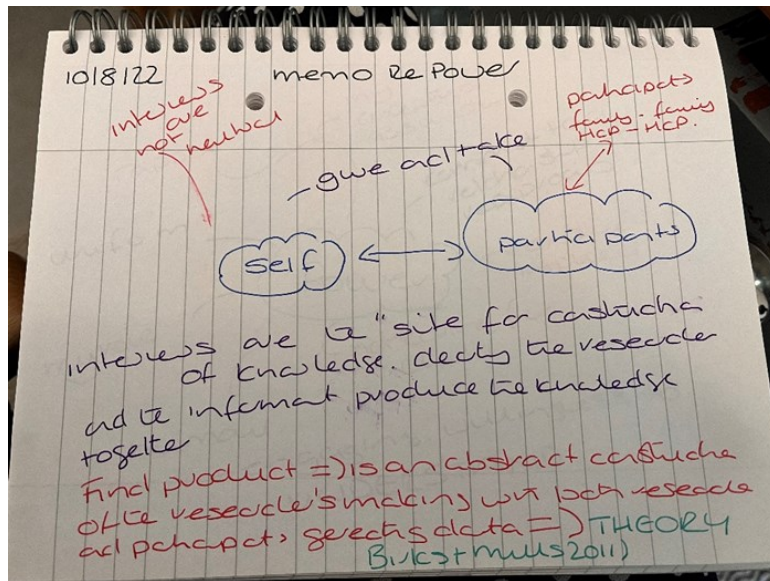 10/8/22 memo Re Power
interviews
are
not
neutral
participants
family - family
HCP - HCP.
- give and take
self
participants
interviews are the "site for construction
of knowledge. clearly the researcher
and the informant produce the knowledge
together
Final product => is an abstract construction
of the researcher's making with both researcher
and participants generating data => THEORY
Birks + Mills 2011)